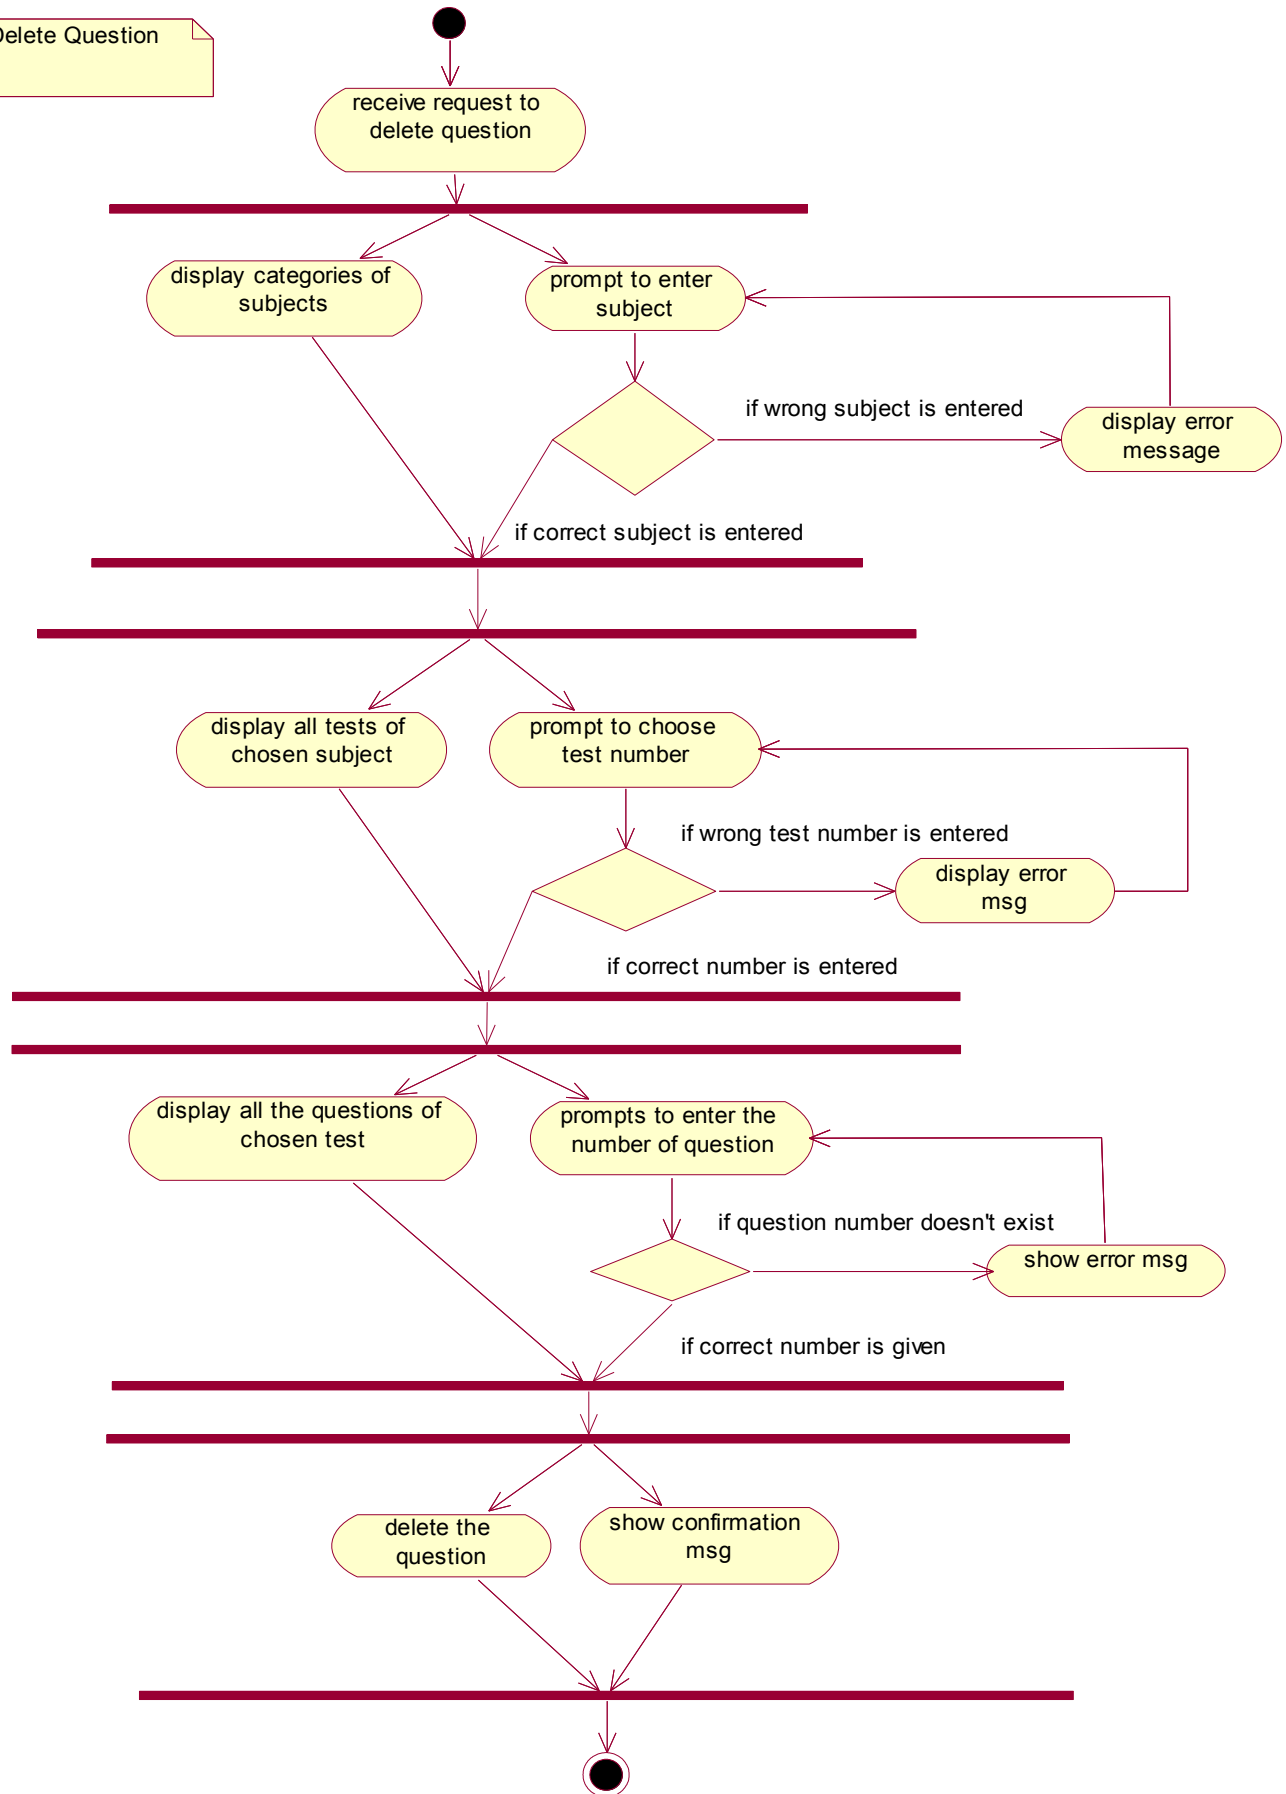 Delete Question
receive request to
delete question
display categories of
subjects
prompt to enter
subject
if wrong subject is entered
display error
message
if correct subject is entered
display all tests of
chosen subject
prompt to choose
test number
if wrong test number is entered
display error
msg
if correct number is entered
display all the questions of
chosen test
prompts to enter the
number of question
if question number doesn't exist
show error msg
if correct number is given
delete the
question
show confirmation
msg